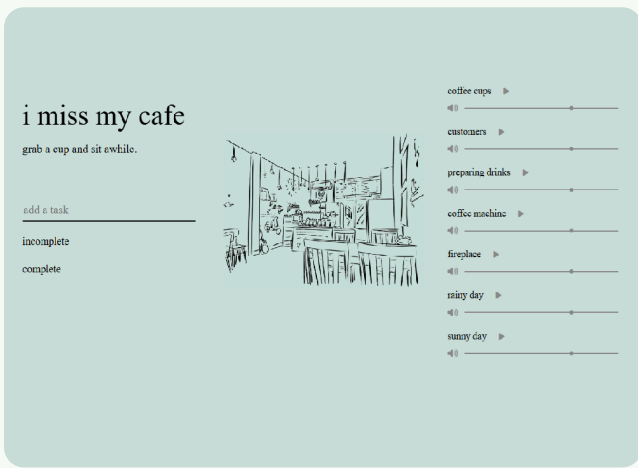 i miss my cafe
grab a cup and sit awhile.
add a task
incomplete
complete
coffee cups
customers
preparing drinks
coffee machine
fireplace
rainy day
sunny day